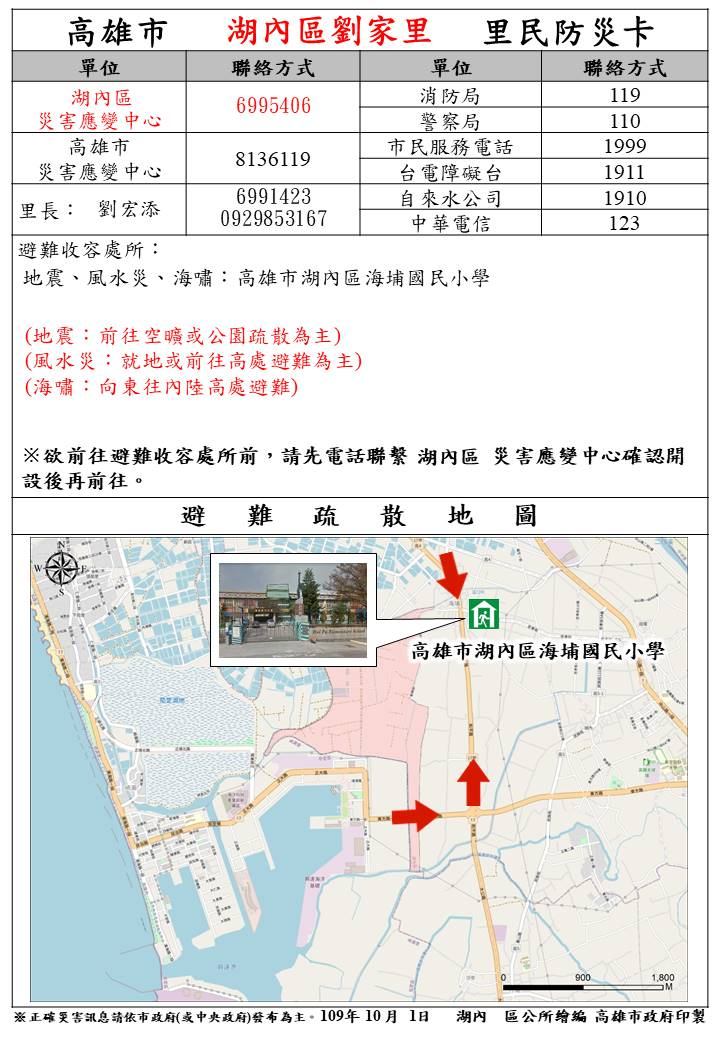 高雄市 湖內區劉家里 里民防災卡
單位 聯絡方式 單位 聯絡方式
湖內區
災害應變中心
6995406
消防局 119
警察局 110
高雄市
災害應變中心
8136119
市民服務電話 1999
台電障礙台 1911
里長： 劉宏添
6991423
0929853167
自來水公司 1910
中華電信 123
避難收容處所：
地震、風水災、海嘯：高雄市湖內區海埔國民小學
(地震：前往空曠或公園疏散為主)
(風水災：就地或前往高處避難為主)
(海嘯：向東往內陸高處避難)
※欲前往避難收容處所前，請先電話聯繫 湖內區 災害應變中心確認開
設後再前往。
避難疏散地圖
N
W E
S
高雄市湖內區海埔國民小學
0 900 1,800
M
※正確災害訊息請依市政府(或中央政府)發布為主。109年10月 1日 湖內 區公所繪編 高雄市政府印製